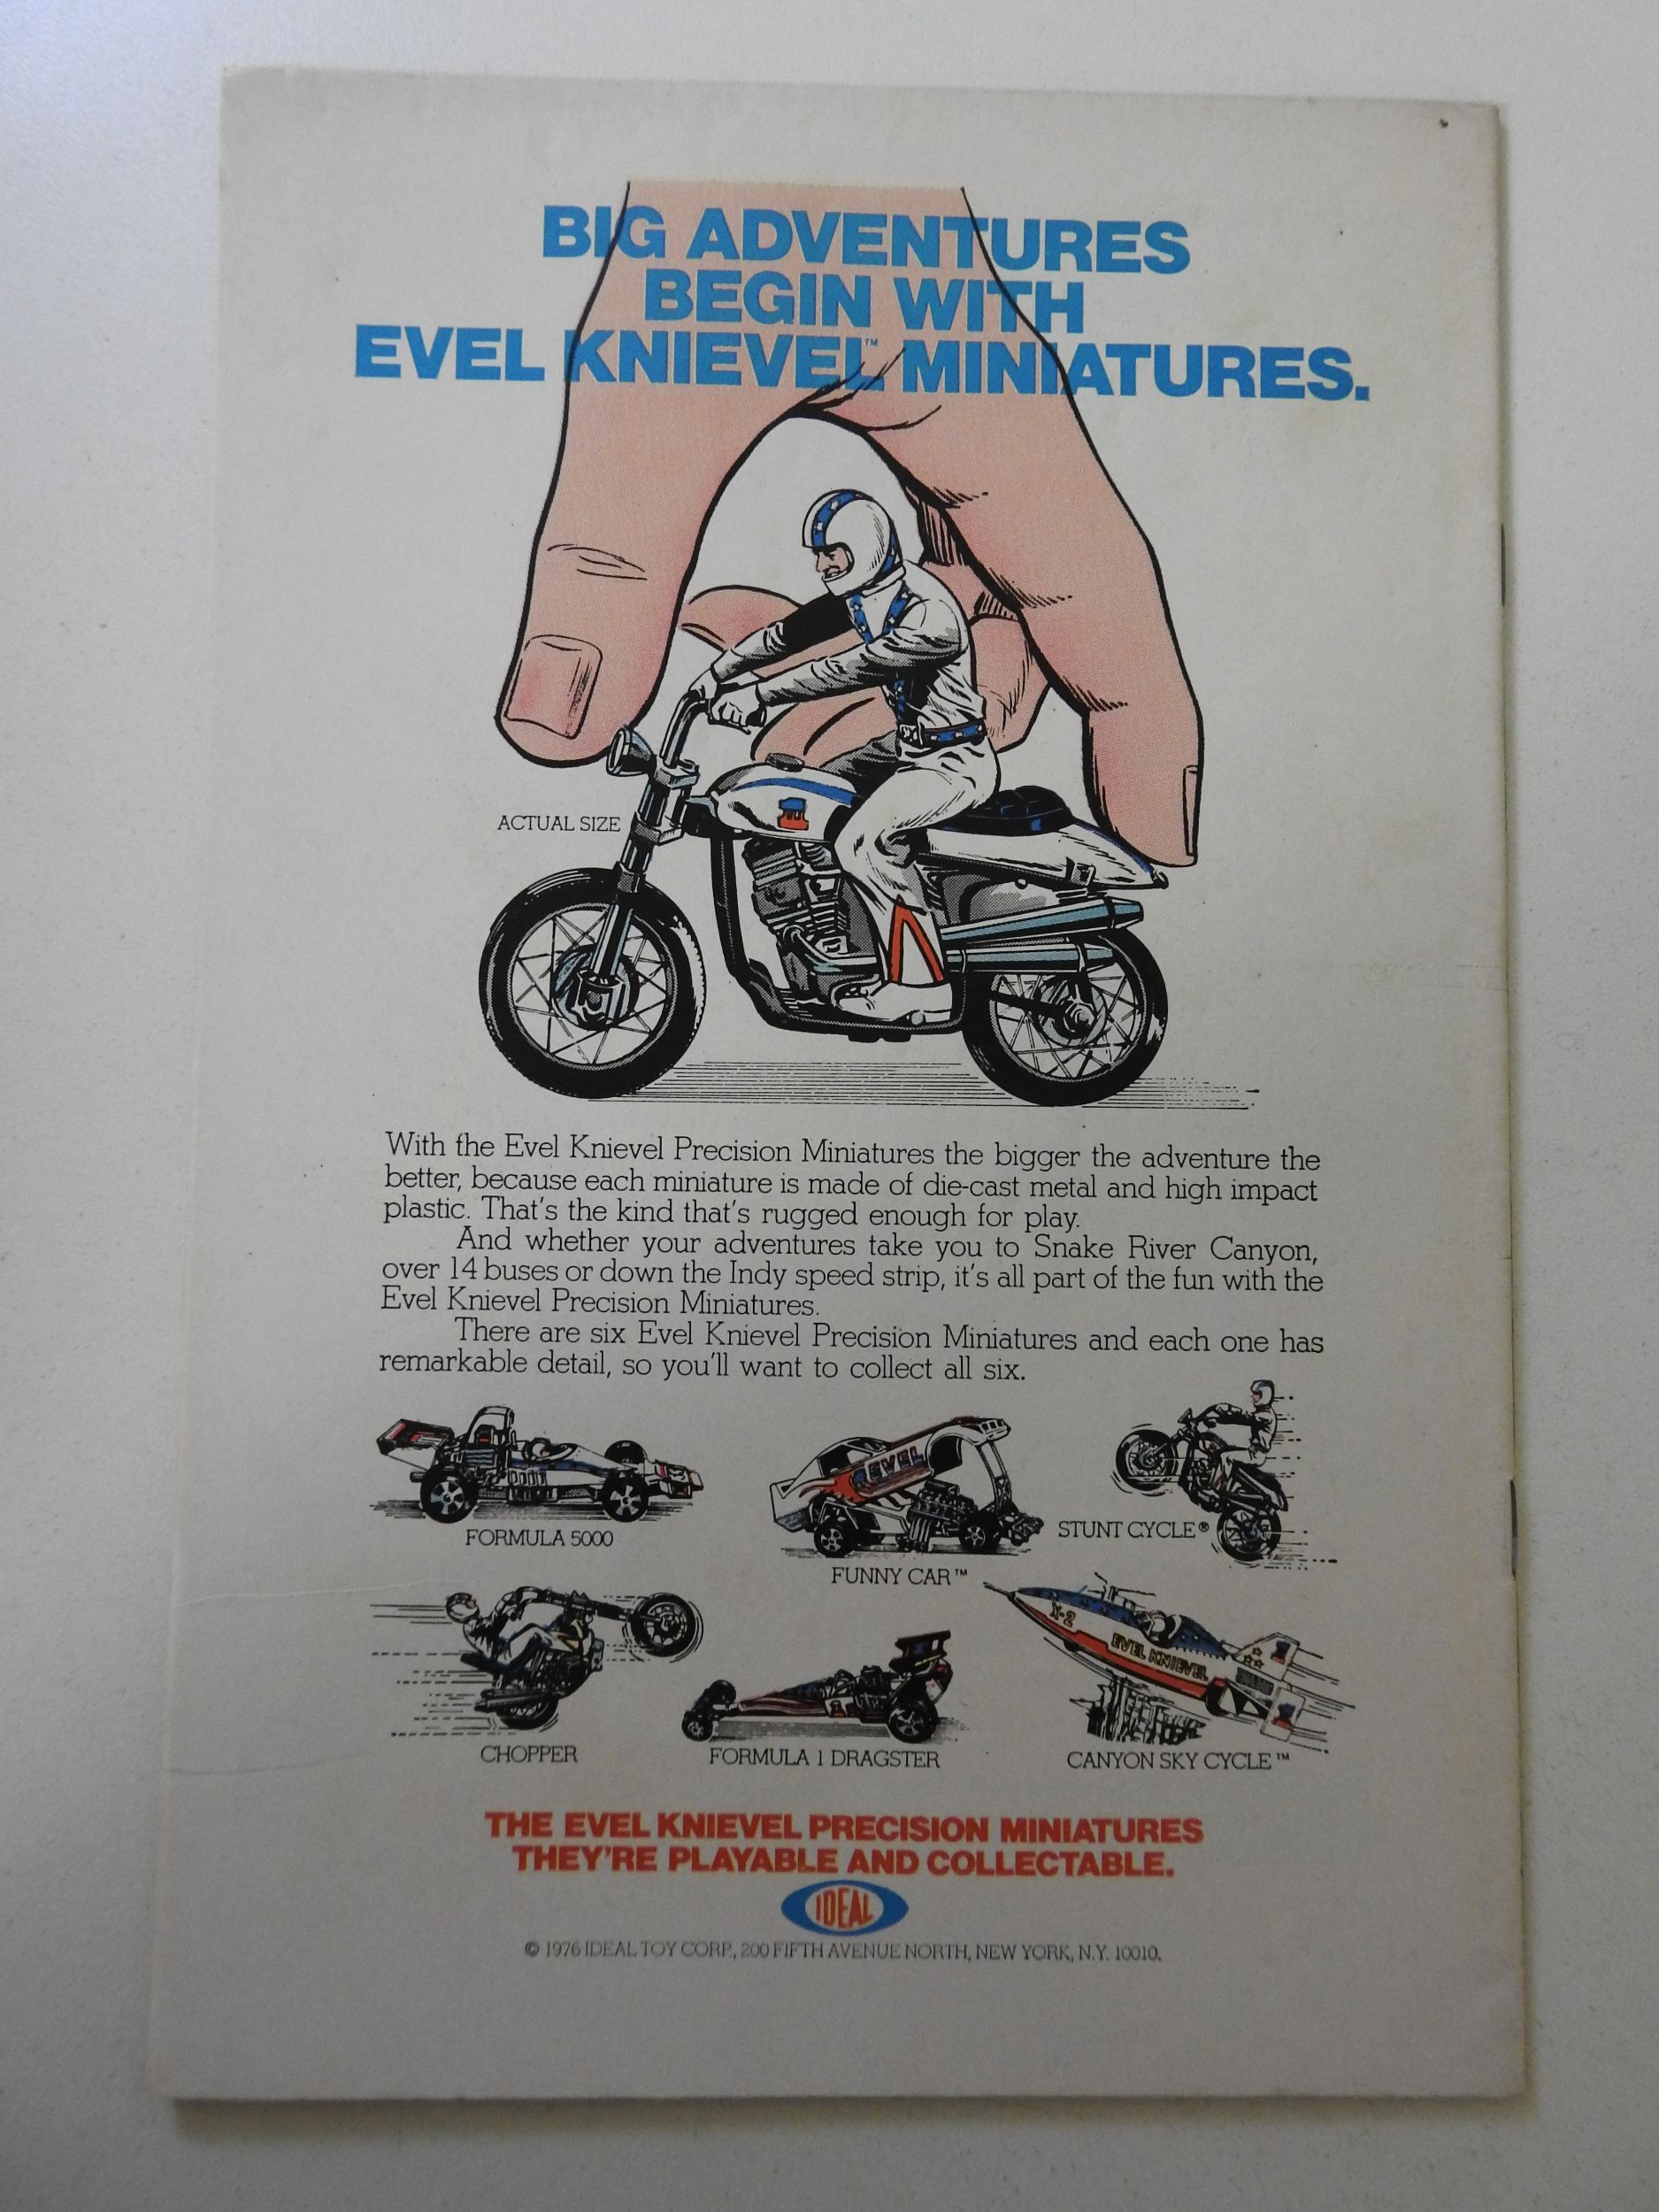 BIG ADVENTURES
BEGIN WITH
EVEL KNIEVEL™ MINIATURES.
ACTUAL SIZE
With the Evel Knievel Precision Miniatures the bigger the adventure the
better, because each miniature is made of die-cast metal and high impact
plastic. That's the kind that's rugged enough for play.
And whether your adventures take you to Snake River Canyon,
over 14 buses or down the Indy speed strip, it's all part of the fun with the
Evel Knievel Precision Miniatures.
There are six Evel Knievel Precision Miniatures and each one has
remarkable detail, so you'll want to collect all six.
EVEL
FORMULA 5000
STUNT CYCLE®
FUNNY CAR™
X-2
EVEL KNIEVEL
CHOPPER
FORMULA 1 DRAGSTER
CANYON SKY CYCLE™
THE EVEL KNIEVEL PRECISION MINIATURES
THEY'RE PLAYABLE AND COLLECTABLE.
IDEAL
© 1976 IDEAL TOY CORP., 200 FIFTH AVENUE NORTH, NEW YORK, N.Y. 10010.